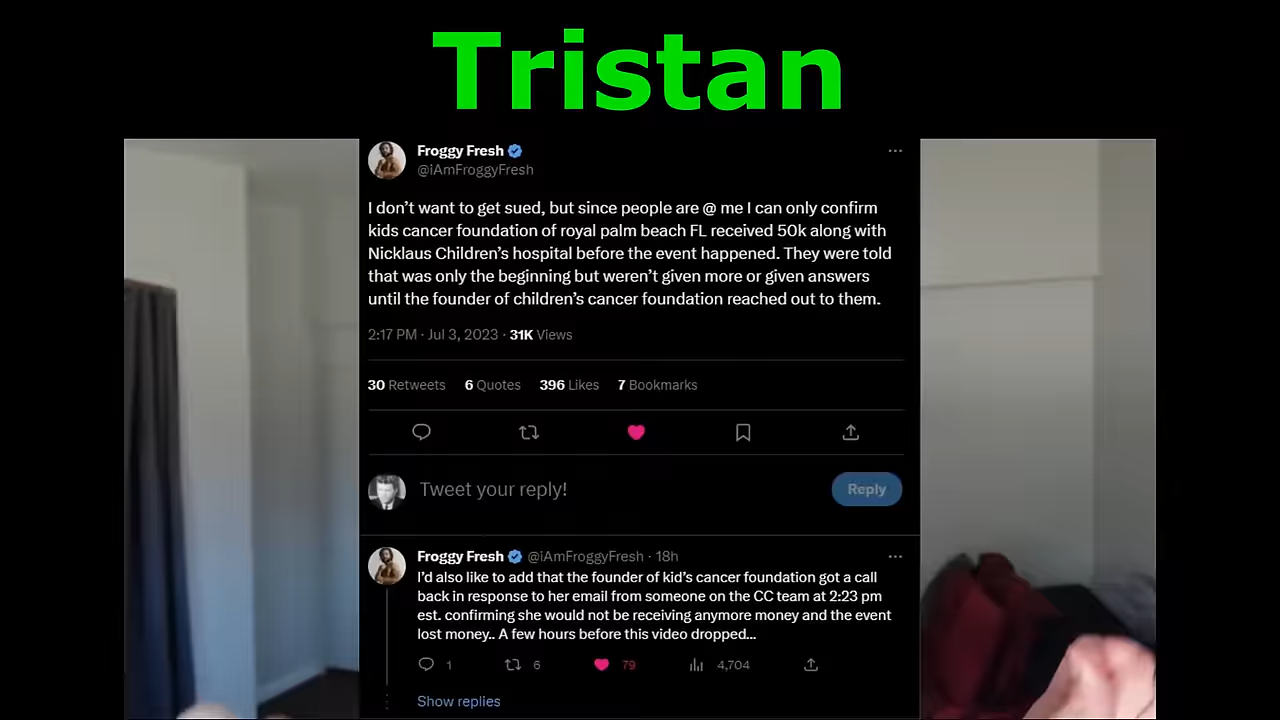 Tristan
Froggy Fresh
@iAmFroggyFresh
I don’t want to get sued, but since people are @ me I can only confirm
kids cancer foundation of royal palm beach FL received 50k along with
Nicklaus Children’s hospital before the event happened. They were told
that was only the beginning but weren’t given more or given answers
until the founder of children’s cancer foundation reached out to them.
2:17 PM · Jul 3, 2023 · 31K Views
30 Retweets 6 Quotes 396 Likes 7 Bookmarks
Tweet your reply!
Reply
Froggy Fresh @iAmFroggyFresh · 18h
I’d also like to add that the founder of kid’s cancer foundation got a call
back in response to her email from someone on the CC team at 2:23 pm
est. confirming she would not be receiving anymore money and the event
lost money.. A few hours before this video dropped...
1 6 79 4,704
Show replies